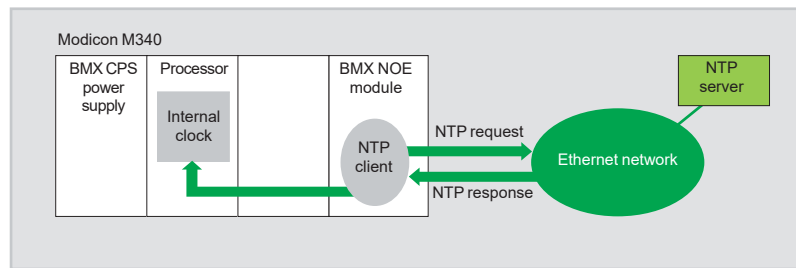 Modicon M340
BMX CPS
power
supply
Processor
BMX NOE
module
NTP
server
Internal
clock
NTP
client
NTP request
Ethernet network
NTP response